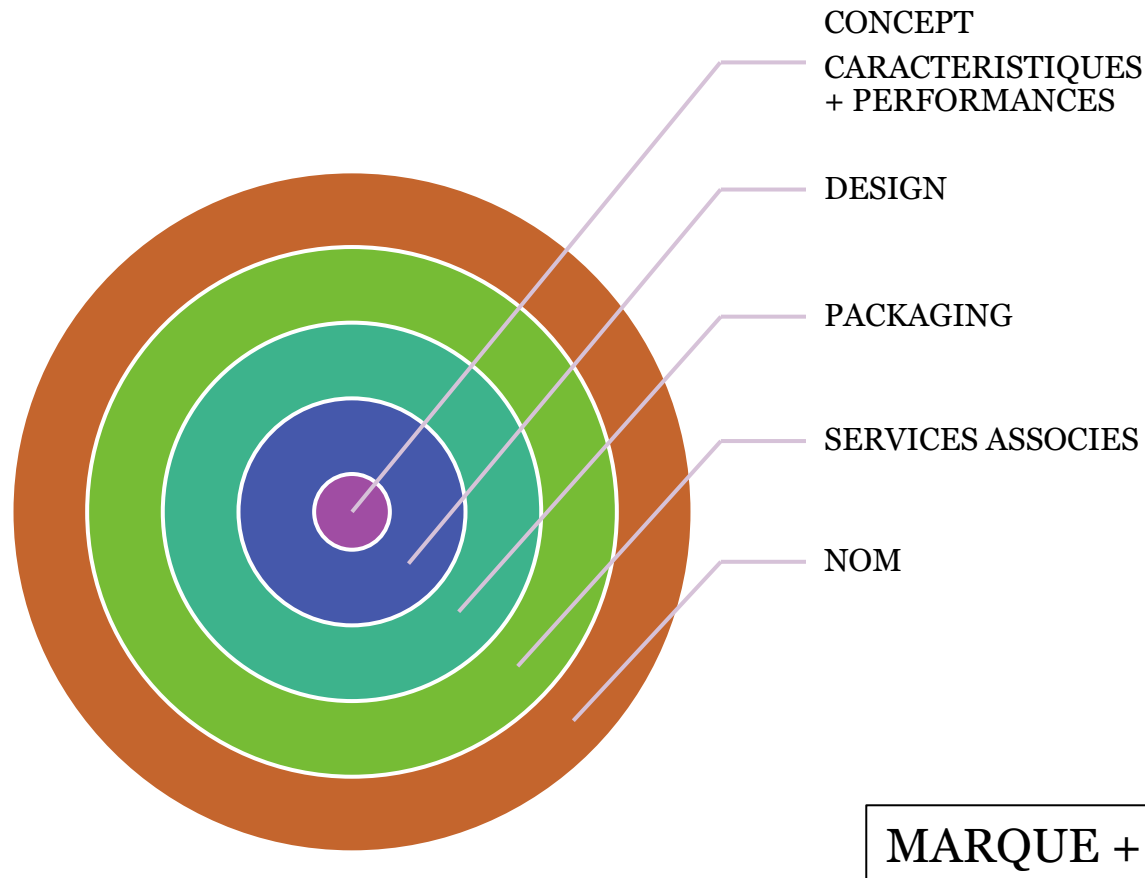 CONCEPT
CARACTERISTIQUES
+ PERFORMANCES
DESIGN
PACKAGING
SERVICES ASSOCIES
NOM
MARQUE +